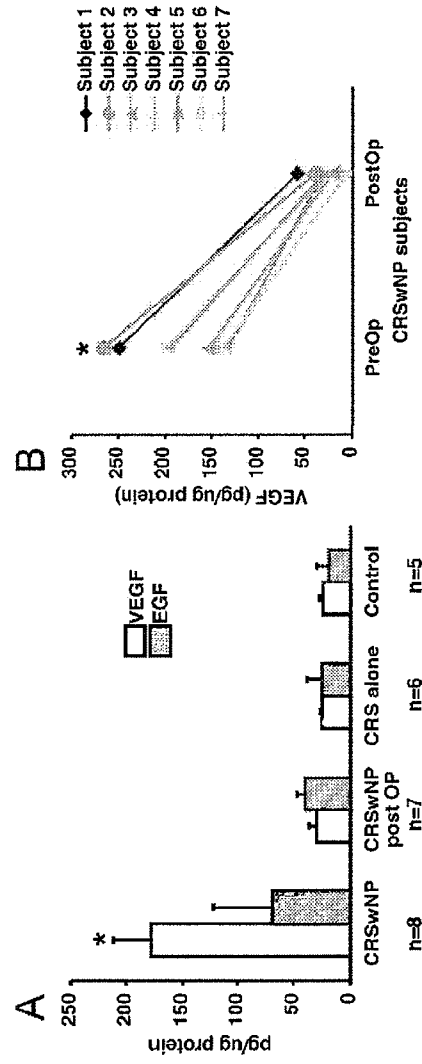 A
250
200
150
100
50
0
pg/ug protein
*
VEGF
EGF
CRSwNP
n=8
CRSwNP
post OP
n=7
CRS alone
n=6
Control
n=5
B
300
250
200
150
100
50
0
VEGF (pg/ug protein)
*
PreOp
PostOp
CRSwNP subjects
Subject 1
Subject 2
Subject 3
Subject 4
Subject 5
Subject 6
Subject 7